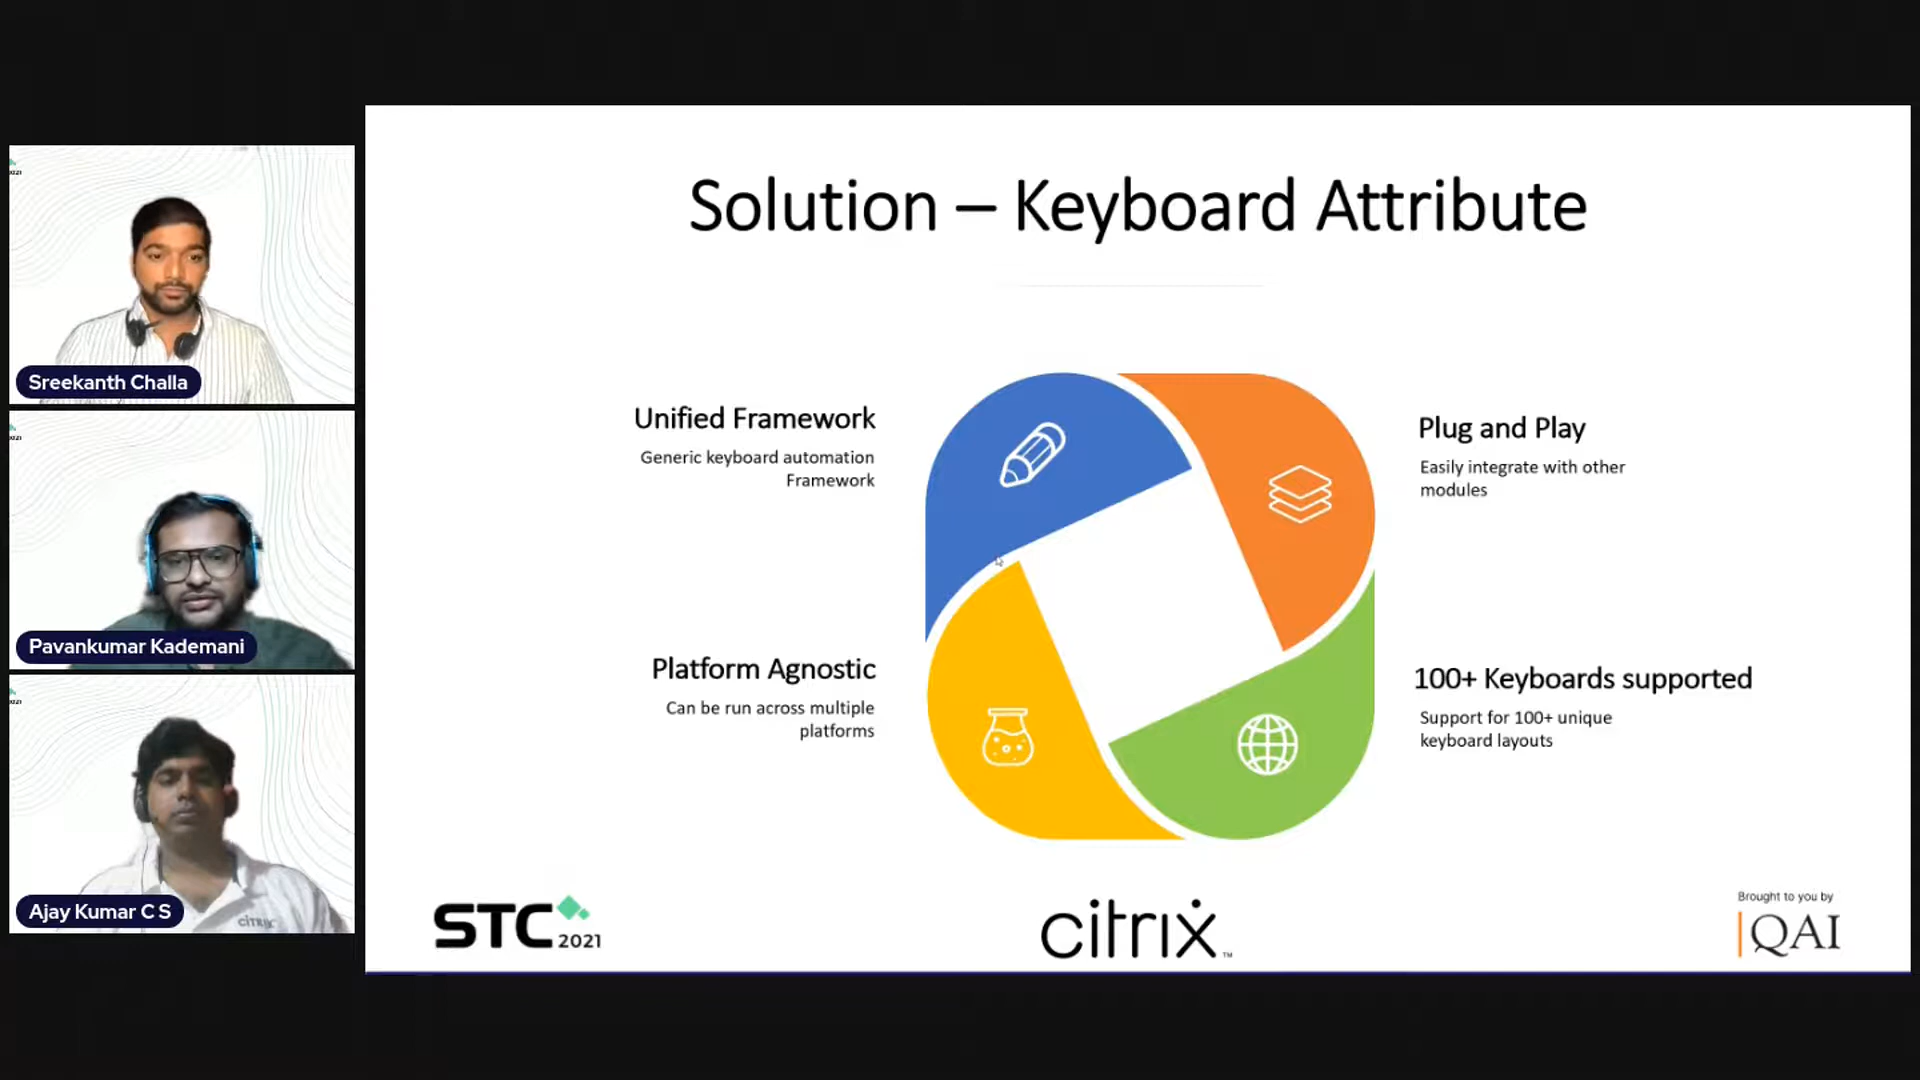 Solution – Keyboard Attribute
Unified Framework
Generic keyboard automation
Framework
Plug and Play
Easily integrate with other
modules
Platform Agnostic
Can be run across multiple
platforms
100+ Keyboards supported
Support for 100+ unique
keyboard layouts
Sreekanth Challa
Pavankumar Kademani
Ajay Kumar C S
citrix
STC 2021
citrix™
Brought to you by
QAI